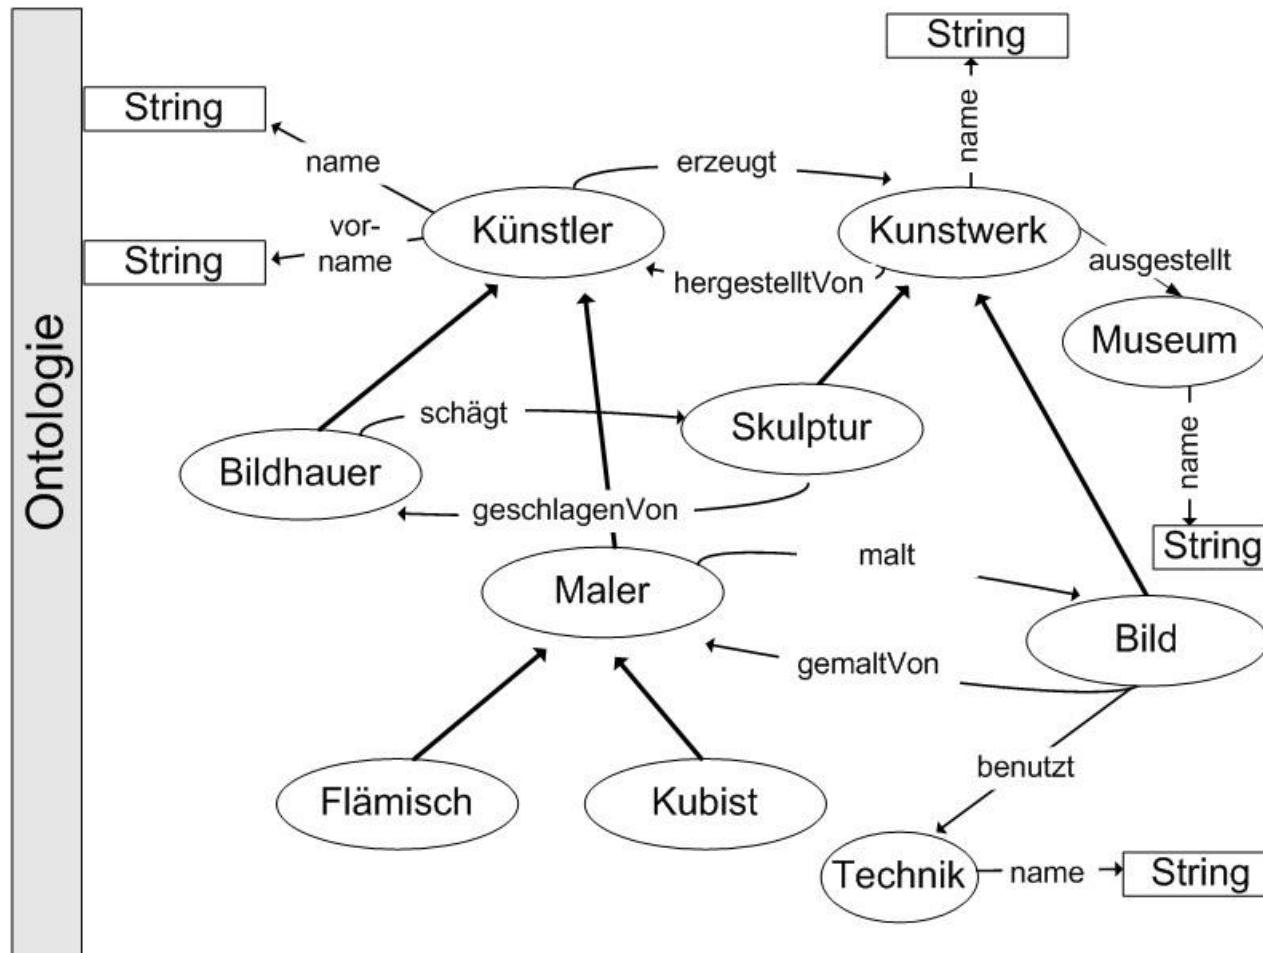 Ontologie
String
String
name
erzeugt
name
Künstler
Kunstwerk
vor-
name
String
hergestelltVon
ausgestellt
Museum
schägt
Skulptur
name
Bildhauer
geschlagenVon
String
malt
Maler
Bild
gemaltVon
benutzt
Flämisch
Kubist
Technik
name
String